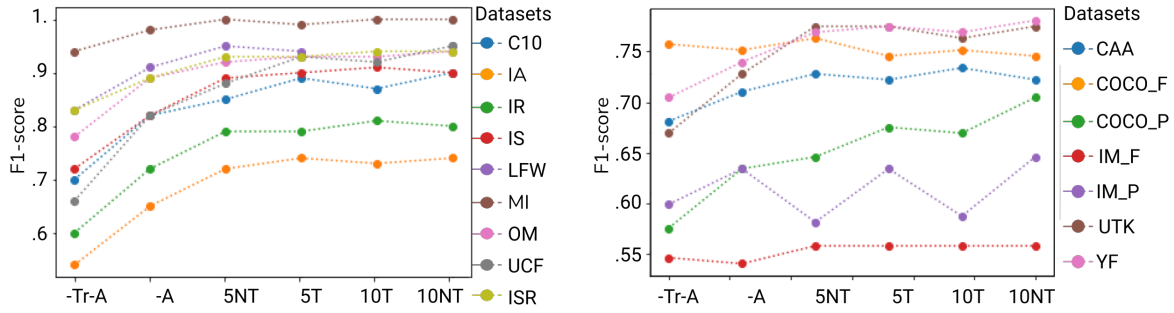 F1-score
1.
.9
.8
.7
.6
-Tr-A -A 5NT 5T 10T 10NT
Datasets
C10
IA
IR
IS
LFW
MI
OM
UCF
ISR
F1-score
.75
.70
.65
.60
.55
-Tr-A -A 5NT 5T 10T 10NT
Datasets
CAA
COCO_F
COCO_P
IM_F
IM_P
UTK
YF